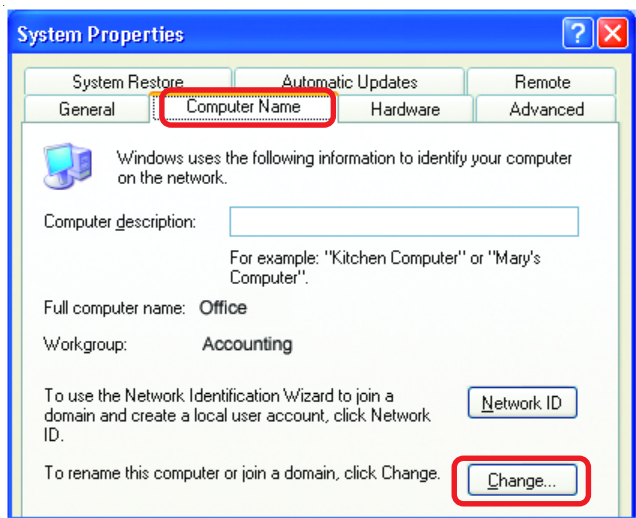 System Properties
?
System Restore Automatic Updates Remote
General Computer Name Hardware Advanced
Windows uses the following information to identify your computer
on the network.
Computer description:
For example: "Kitchen Computer" or "Mary's
Computer".
Full computer name: Office
Workgroup: Accounting
To use the Network Identification Wizard to join a
domain and create a local user account, click Network
ID.
Network ID
To rename this computer or join a domain, click Change.
Change...